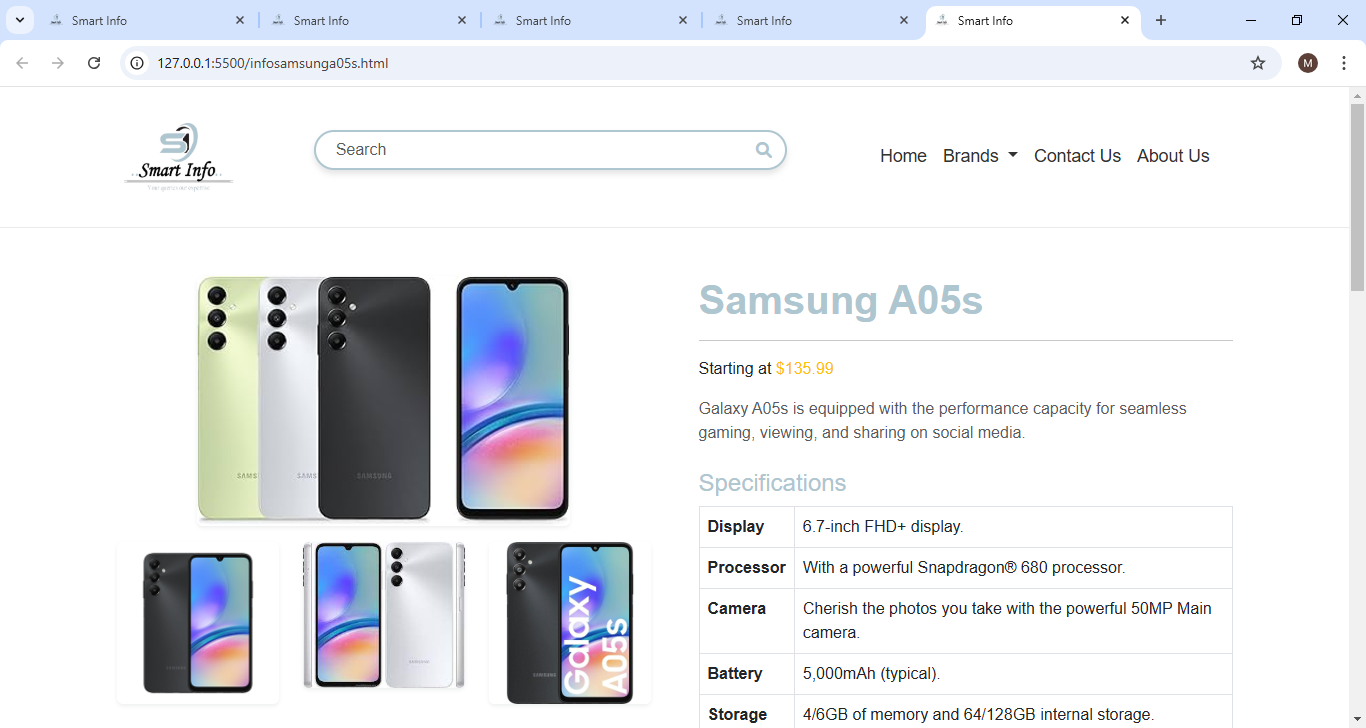 Smart Info
Smart Info
Smart Info
Smart Info
Smart Info
127.0.0.1:5500/infosamsunga05s.html
M
Smart Info
Search
Home
Brands
Contact Us
About Us
SAMS
SAMS
SAMSUNG
Samsung A05s
Starting at $135.99
Galaxy A05s is equipped with the performance capacity for seamless
gaming, viewing, and sharing on social media.
Specifications
Display 6.7-inch FHD+ display.
Processor With a powerful Snapdragon® 680 processor.
Camera Cherish the photos you take with the powerful 50MP Main
camera.
Battery 5,000mAh (typical).
Storage 4/6GB of memory and 64/128GB internal storage.
SAMSUNG
Galaxy
A05s